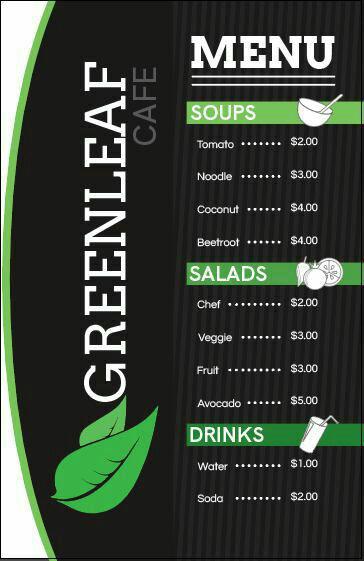 GREENLEAF
CAFE
MENU
SOUPS
Tomato ······· $2.00
Noodle ······· $3.00
Coconut ······ $4.00
Beetroot ······ $4.00
SALADS
Chef ········ $2.00
Veggie ······· $3.00
Fruit ········ $3.00
Avocado ······ $5.00
DRINKS
Water ········ $1.00
Soda ········ $2.00